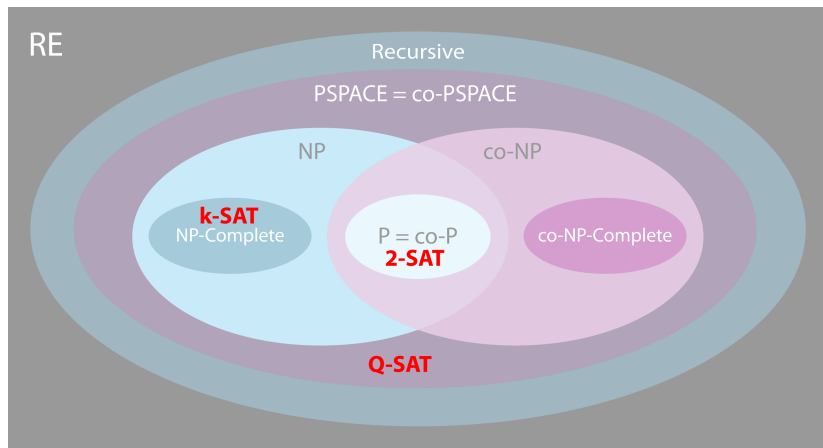 RE
Recursive
PSPACE = co-PSPACE
NP
co-NP
k-SAT
NP-Complete
P = co-P
2-SAT
co-NP-Complete
Q-SAT